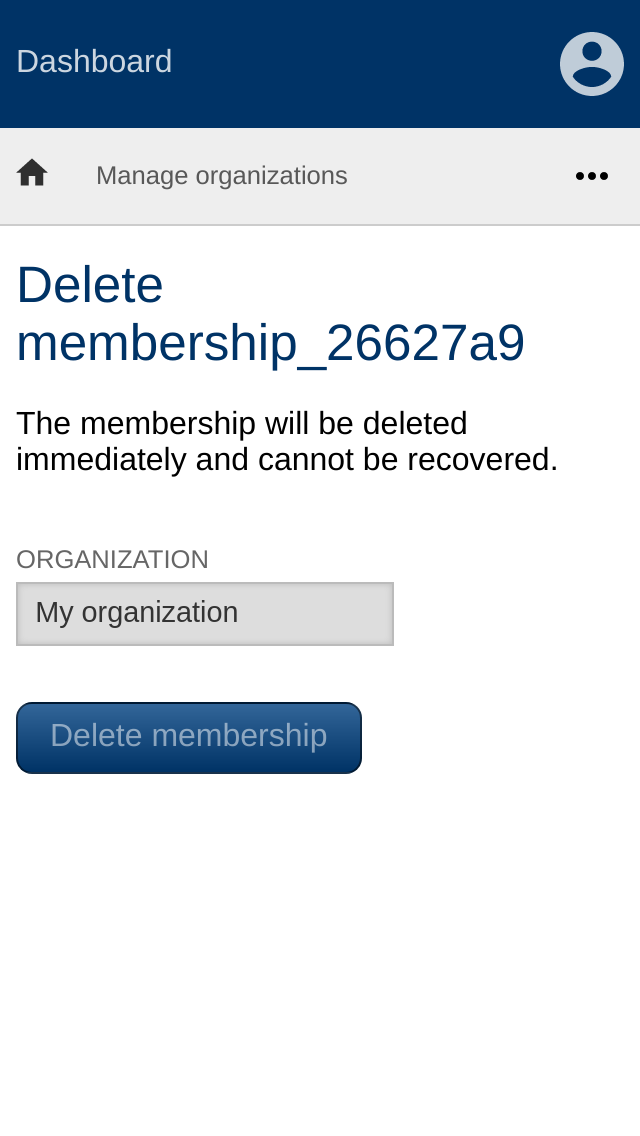 Dashboard
Manage organizations
Delete
membership_26627a9
The membership will be deleted
immediately and cannot be recovered.
ORGANIZATION
My organization
Delete membership